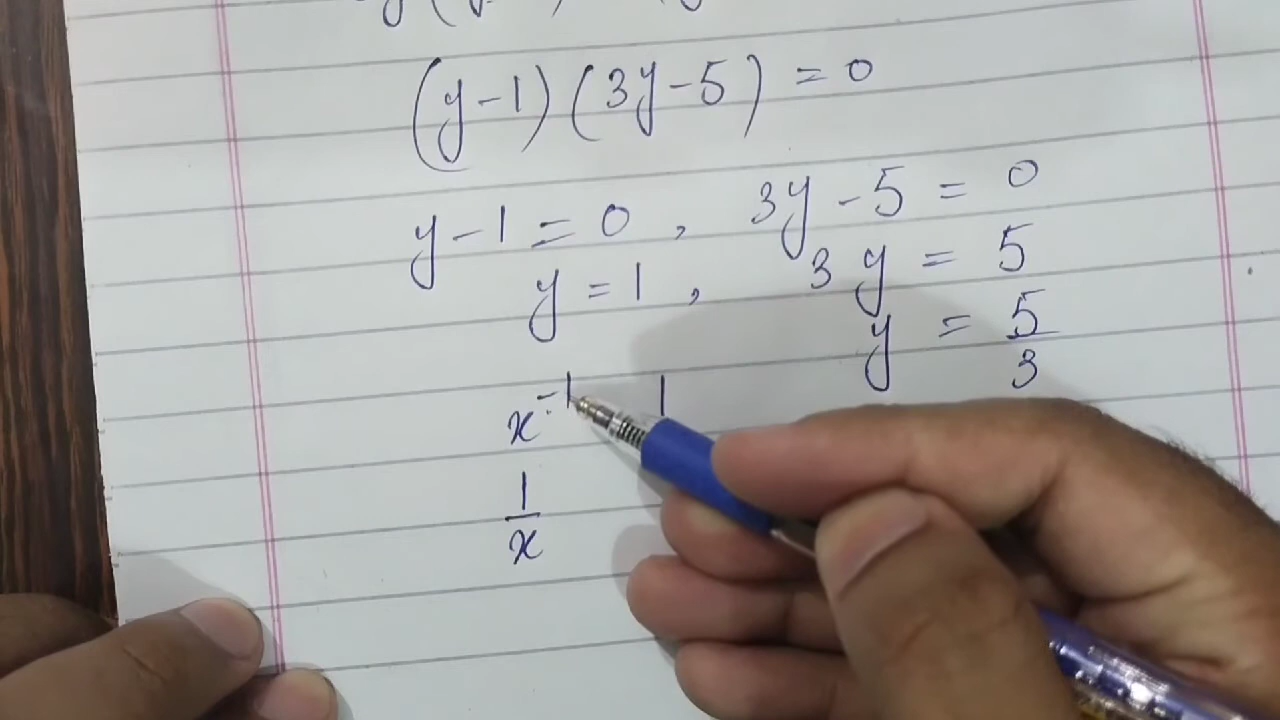 (y-1)(3y-5) = 0
y-1 = 0 , 3y-5 = 0
y = 1 , 3y = 5
y = 5/3
x⁻¹ 1
1/x